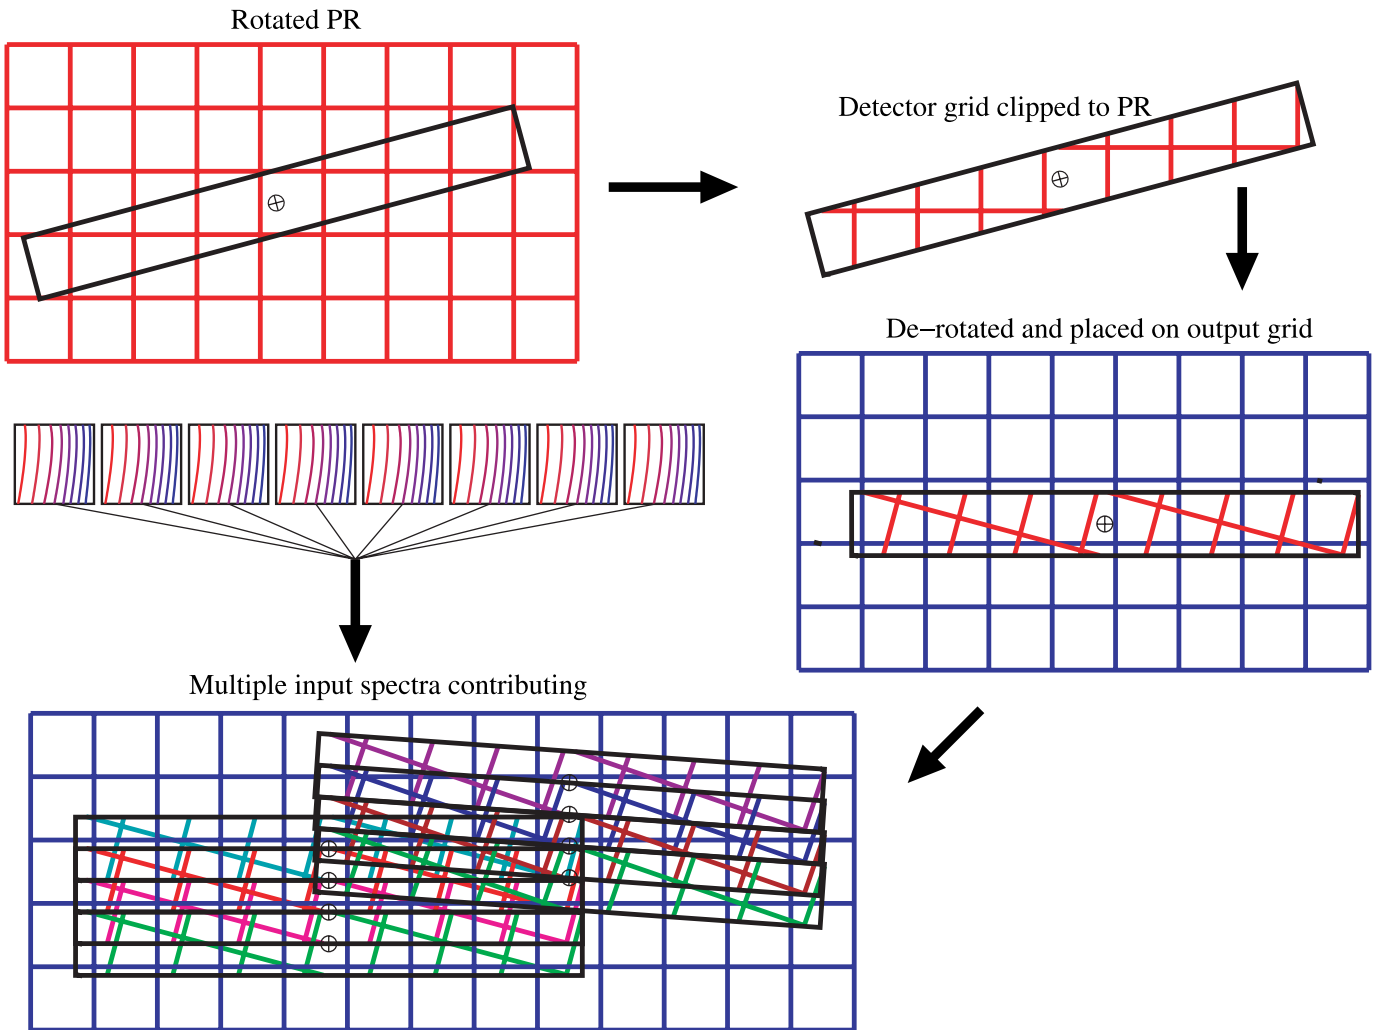 Rotated PR
Detector grid clipped to PR
De−rotated and placed on output grid
Multiple input spectra contributing